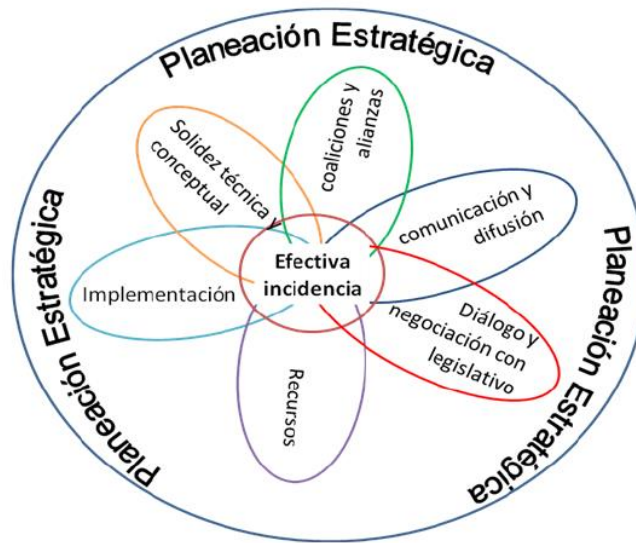 Planeación Estratégica
Solidez técnica y
conceptual
coaliciones y
alianzas
comunicación y
difusión
Diálogo y
negociación con
legislativo
Recursos
Implementación
Efectiva
incidencia
Planeación Estratégica
Planeación Estratégica